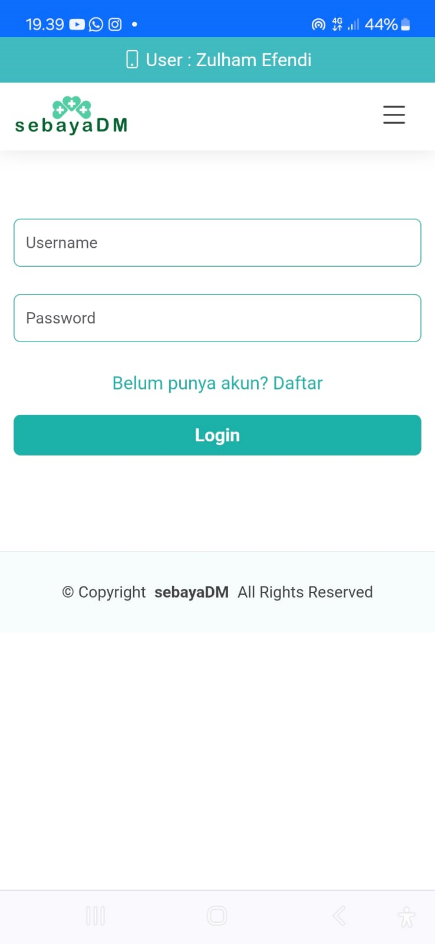 19.39
4G
44%
User : Zulham Efendi
sebayaDM
Username
Password
Belum punya akun? Daftar
Login
© Copyright sebayaDM All Rights Reserved